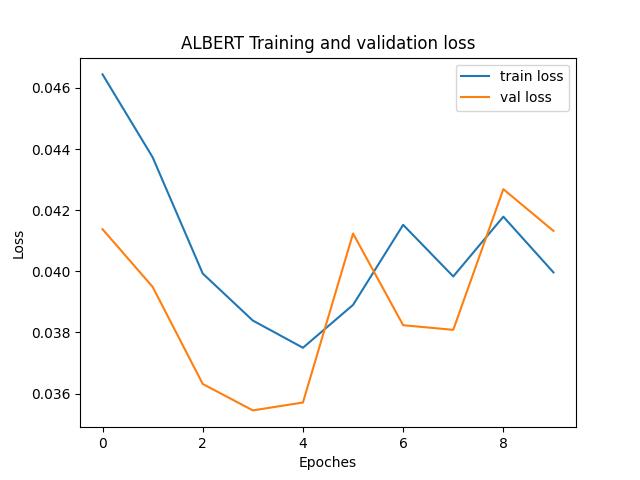 ALBERT Training and validation loss
train loss
val loss
0.046
0.044
0.042
0.040
0.038
0.036
Loss
0 2 4 6 8
Epoches